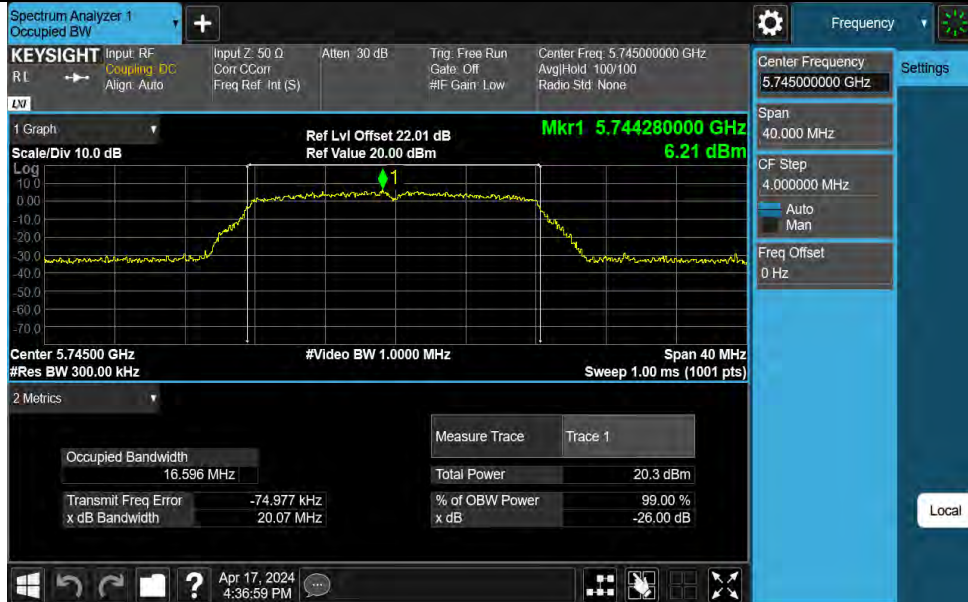 Spectrum Analyzer 1
Occupied BW
+
Frequency
KEYSIGHT Input: RF Input Z: 50 Ω Atten: 30 dB Trig: Free Run Center Freq: 5.745000000 GHz
Coupling: DC Corr CCorr Gate: Off Avg|Hold: 100/100
Align: Auto Freq Ref: Int (S) #IF Gain: Low Radio Std: None
LXI
Center Frequency
5.745000000 GHz
Settings
Span
40.000 MHz
CF Step
4.000000 MHz
Auto
Man
Freq Offset
0 Hz
Local
1 Graph
Scale/Div 10.0 dB
Ref Lvl Offset 22.01 dB
Ref Value 20.00 dBm
Mkr1 5.744280000 GHz
6.21 dBm
Log
10.0
0.00
-10.0
-20.0
-30.0
-40.0
-50.0
-60.0
-70.0
1
Center 5.74500 GHz #Video BW 1.0000 MHz Span 40 MHz
#Res BW 300.00 kHz Sweep 1.00 ms (1001 pts)
2 Metrics
Occupied Bandwidth
16.596 MHz
Transmit Freq Error -74.977 kHz
x dB Bandwidth 20.07 MHz
Measure Trace Trace 1
Total Power 20.3 dBm
% of OBW Power 99.00 %
x dB -26.00 dB
?
Apr 17, 2024
4:36:59 PM